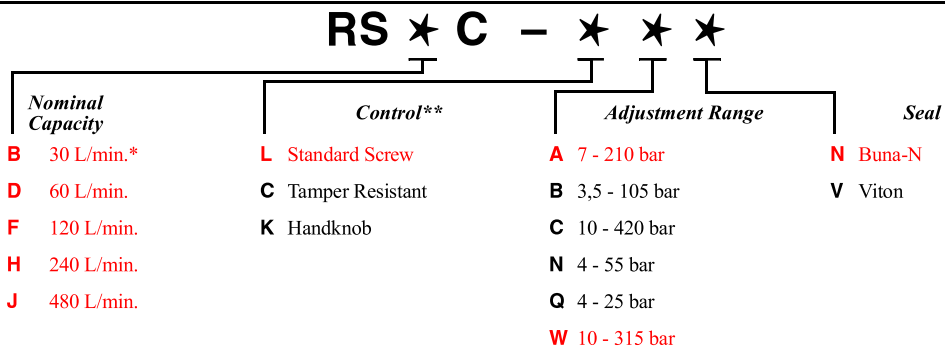 RS ★ C – ★ ★ ★
Nominal Capacity
B 30 L/min.*
D 60 L/min.
F 120 L/min.
H 240 L/min.
J 480 L/min.
Control**
L Standard Screw
C Tamper Resistant
K Handknob
Adjustment Range
A 7 - 210 bar
B 3,5 - 105 bar
C 10 - 420 bar
N 4 - 55 bar
Q 4 - 25 bar
W 10 - 315 bar
Seal
N Buna-N
V Viton